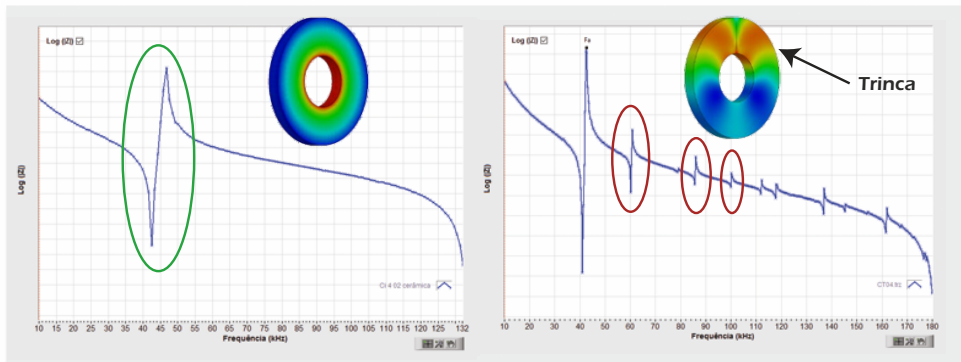 Log (|Z|)
Log (|Z|)
10 15 20 25 30 35 40 45 50 55 60 65 70 75 80 85 90 95 100 105 110 115 120 125 132
Frequência (kHz)
CI 4 02 cerâmica
Log (|Z|)
Fa
Trinca
Log (|Z|)
10 20 30 40 50 60 70 80 90 100 110 120 130 140 150 160 170 180
Frequência (kHz)